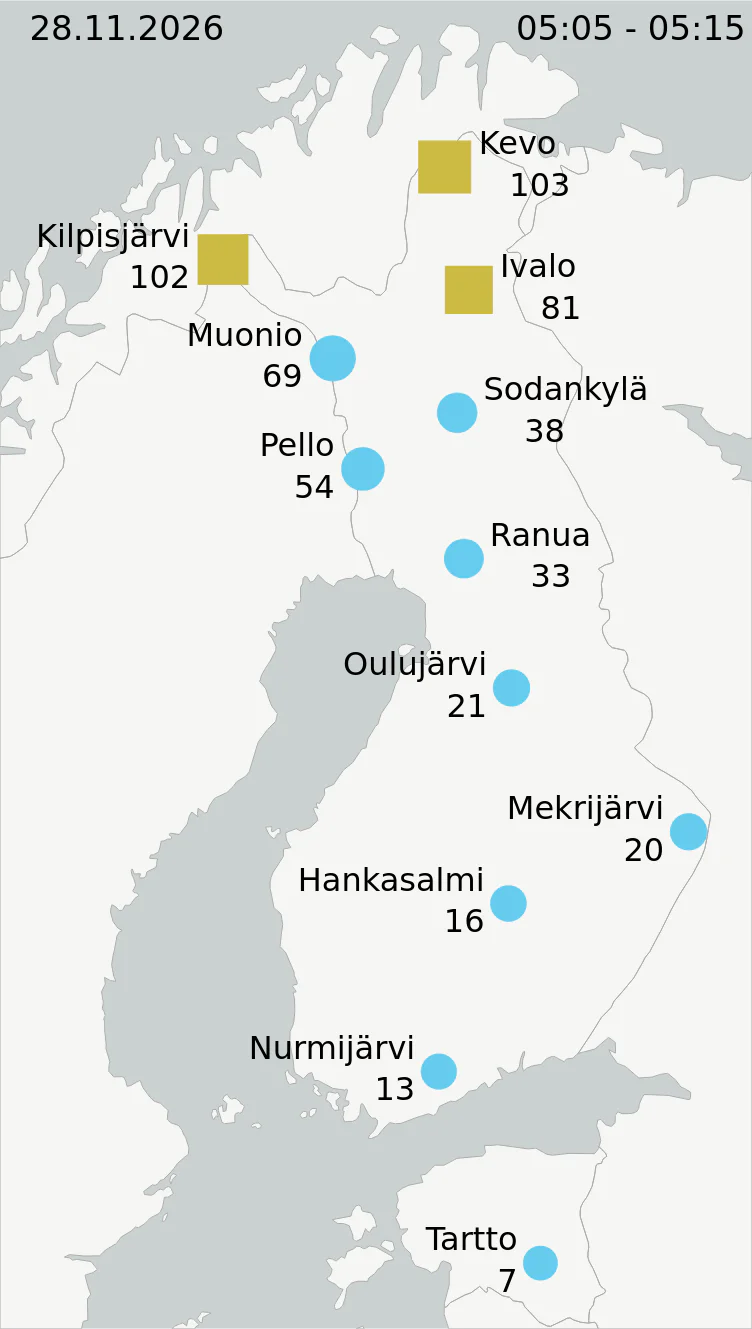 28.11.2026 05:05 - 05:15
Kevo
103
Kilpisjärvi
102
Ivalo
81
Muonio
69
Sodankylä
38
Pello
54
Ranua
33
Oulujärvi
21
Mekrijärvi
20
Hankasalmi
16
Nurmijärvi
13
Tartto
7